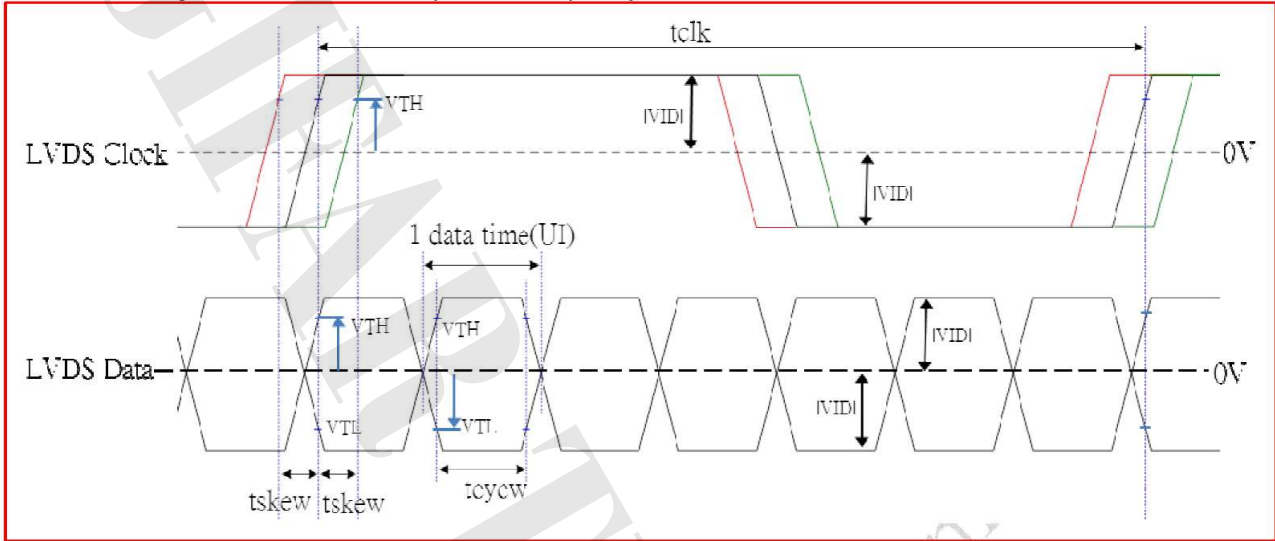 tclk
VTH
|VID|
LVDS Clock
0V
|VID|
1 data time(UI)
VTH
VTH
|VID|
LVDS Data
0V
VTL
VTL
|VID|
tskew
tskew
tcycw